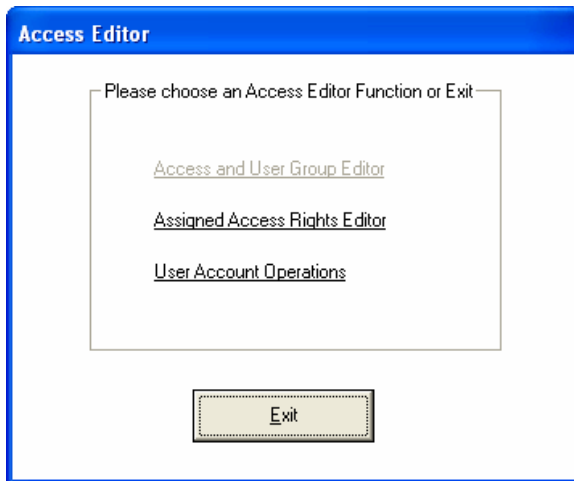 Access Editor
Please choose an Access Editor Function or Exit
Access and User Group Editor
Assigned Access Rights Editor
User Account Operations
Exit